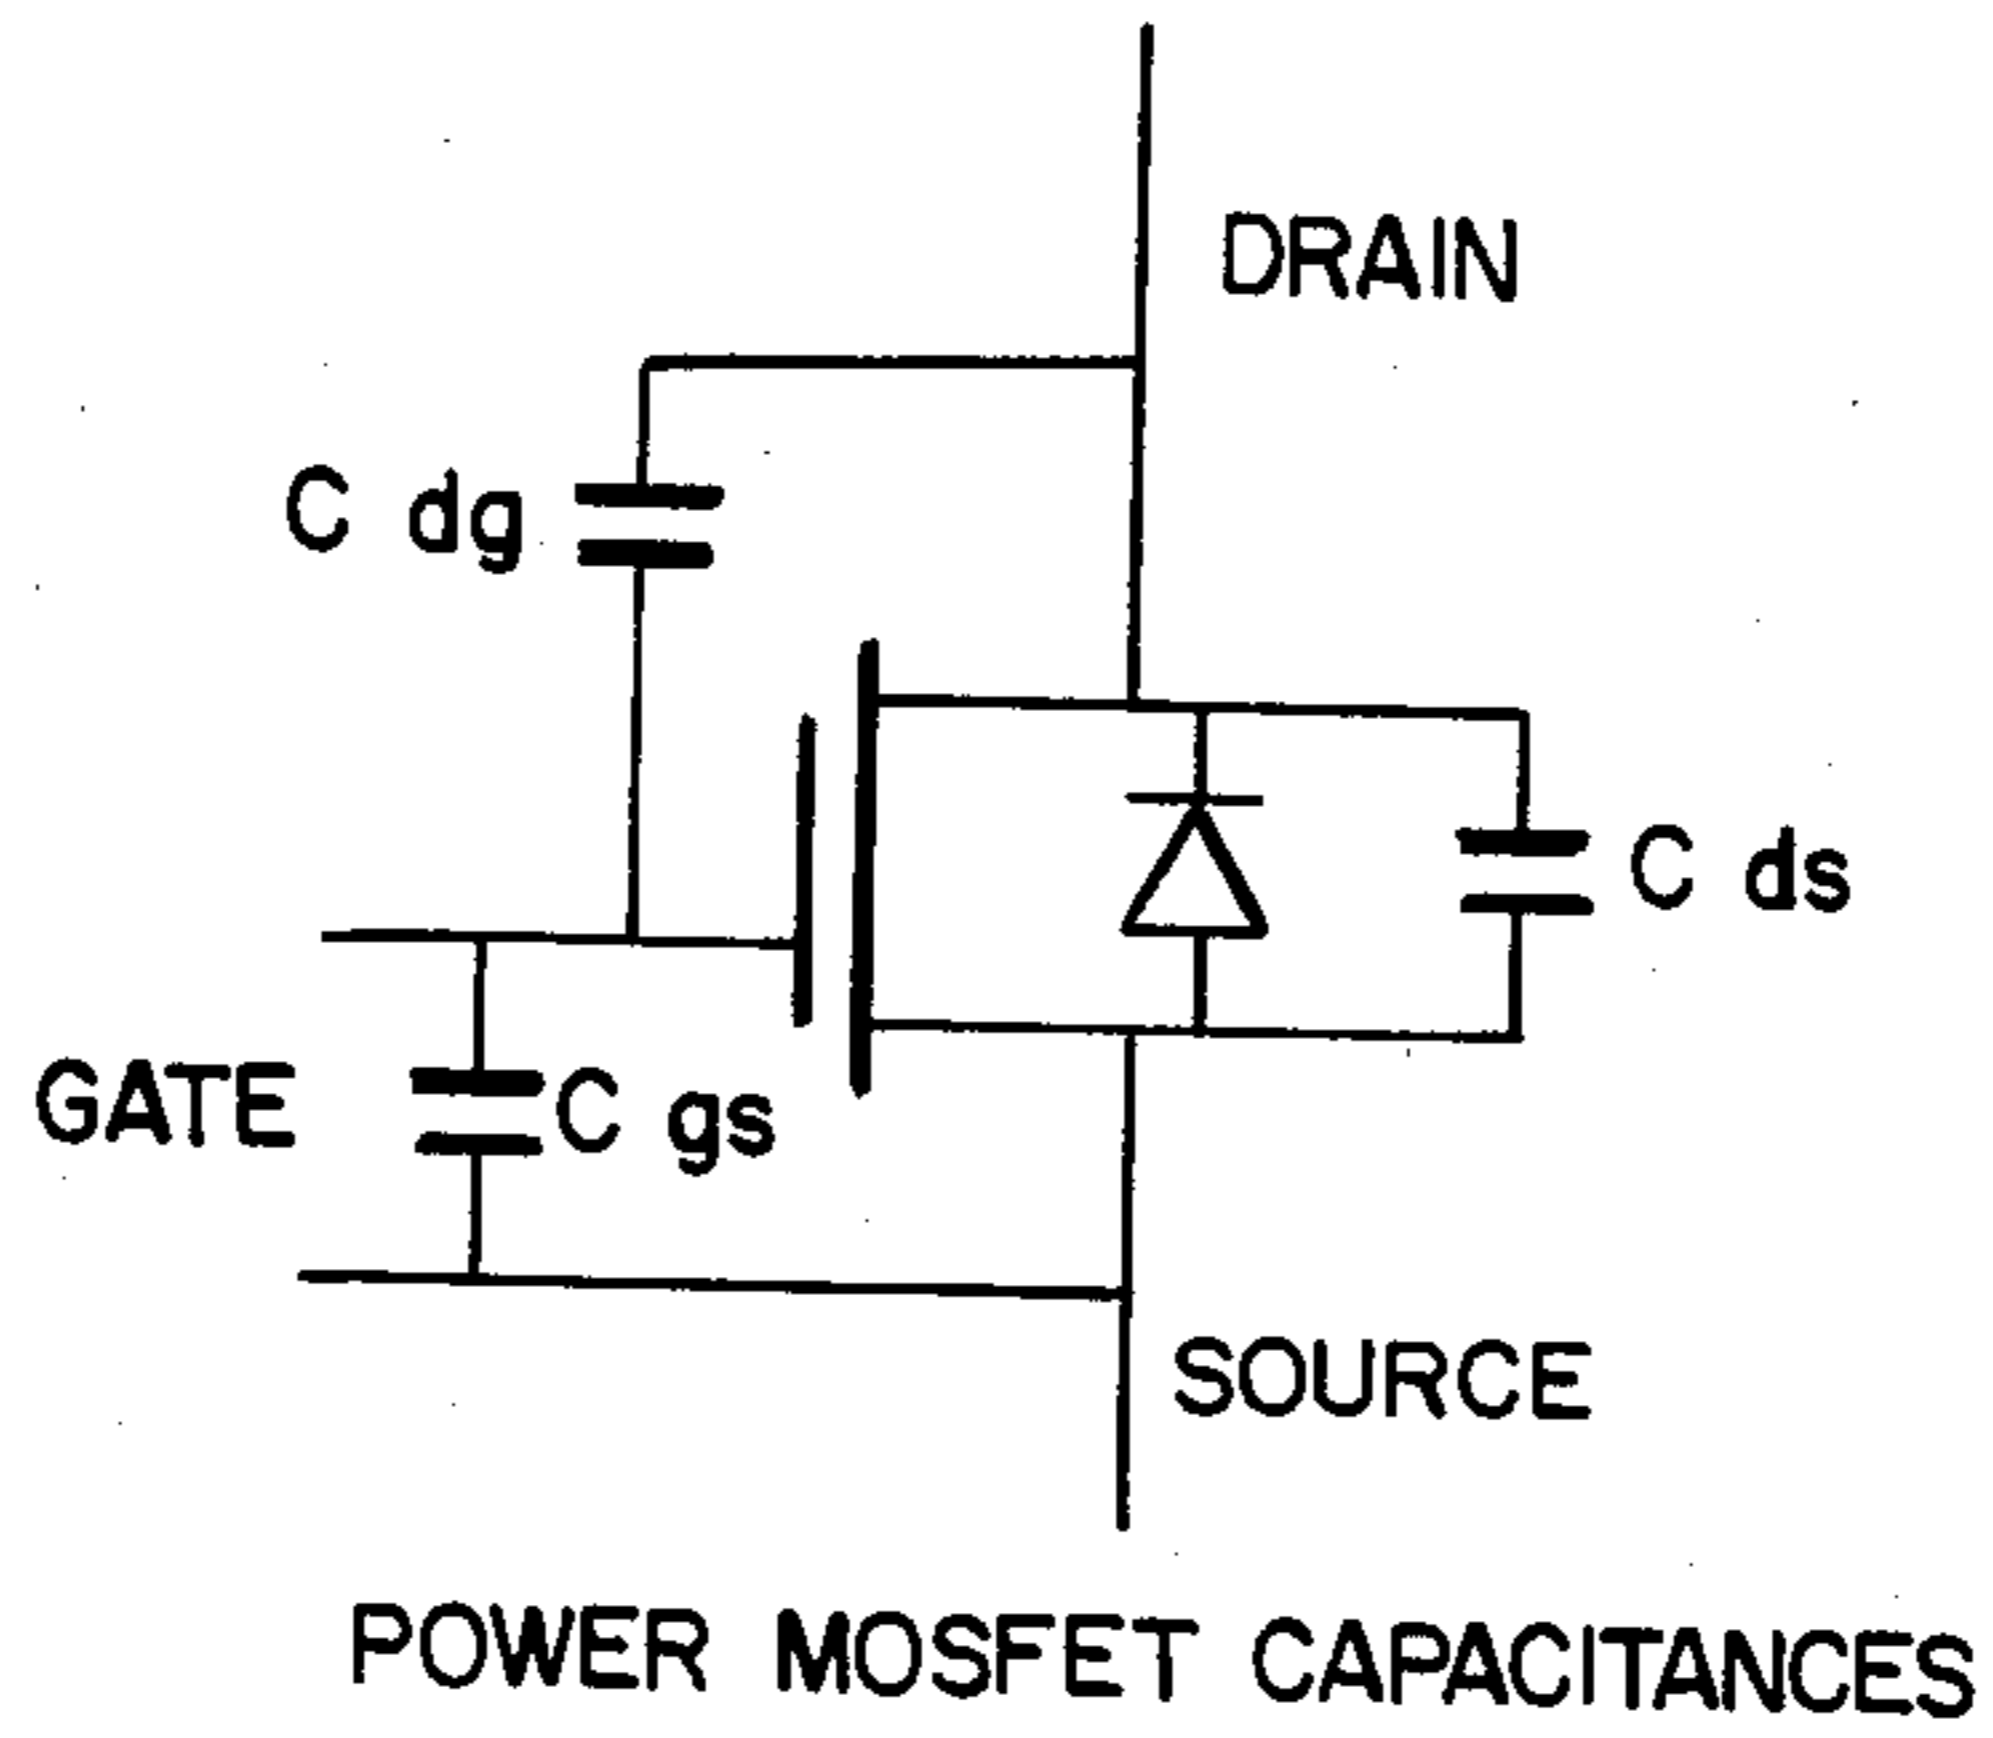 DRAIN
C dg
C ds
GATE
C gs
SOURCE
POWER MOSFET CAPACITANCES